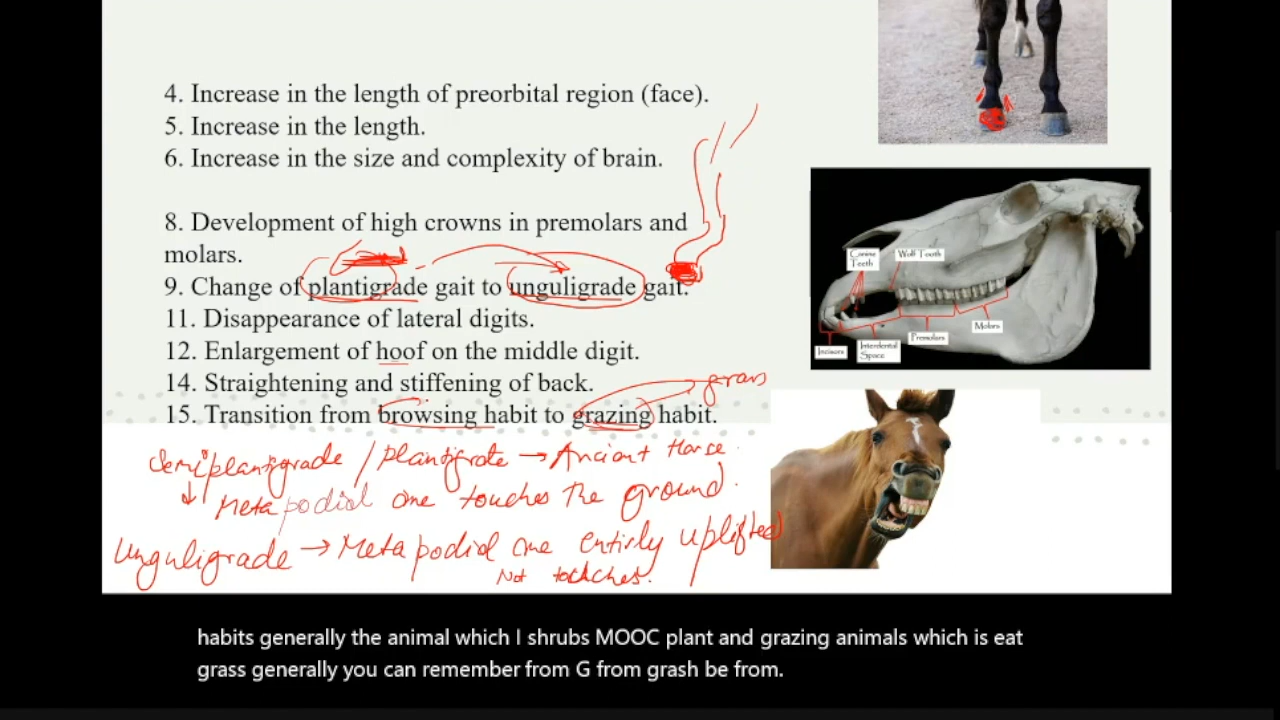 4. Increase in the length of preorbital region (face).
5. Increase in the length.
6. Increase in the size and complexity of brain.
8. Development of high crowns in premolars and
molars.
9. Change of plantigrade gait to unguligrade gait.
11. Disappearance of lateral digits.
12. Enlargement of hoof on the middle digit.
14. Straightening and stiffening of back.
grass
15. Transition from browsing habit to grazing habit.
Semiplantigrade / plantigrate → Ancient Horse
Metapodial one touches the ground.
Unguligrade → Metapodial one entirly uplifted
Not touches.
Canine
Teeth
Wolf Tooth
Molars
Premolars
Incisors
Interdental
Space
habits generally the animal which I shrubs MOOC plant and grazing animals which is eat
grass generally you can remember from G from grash be from.